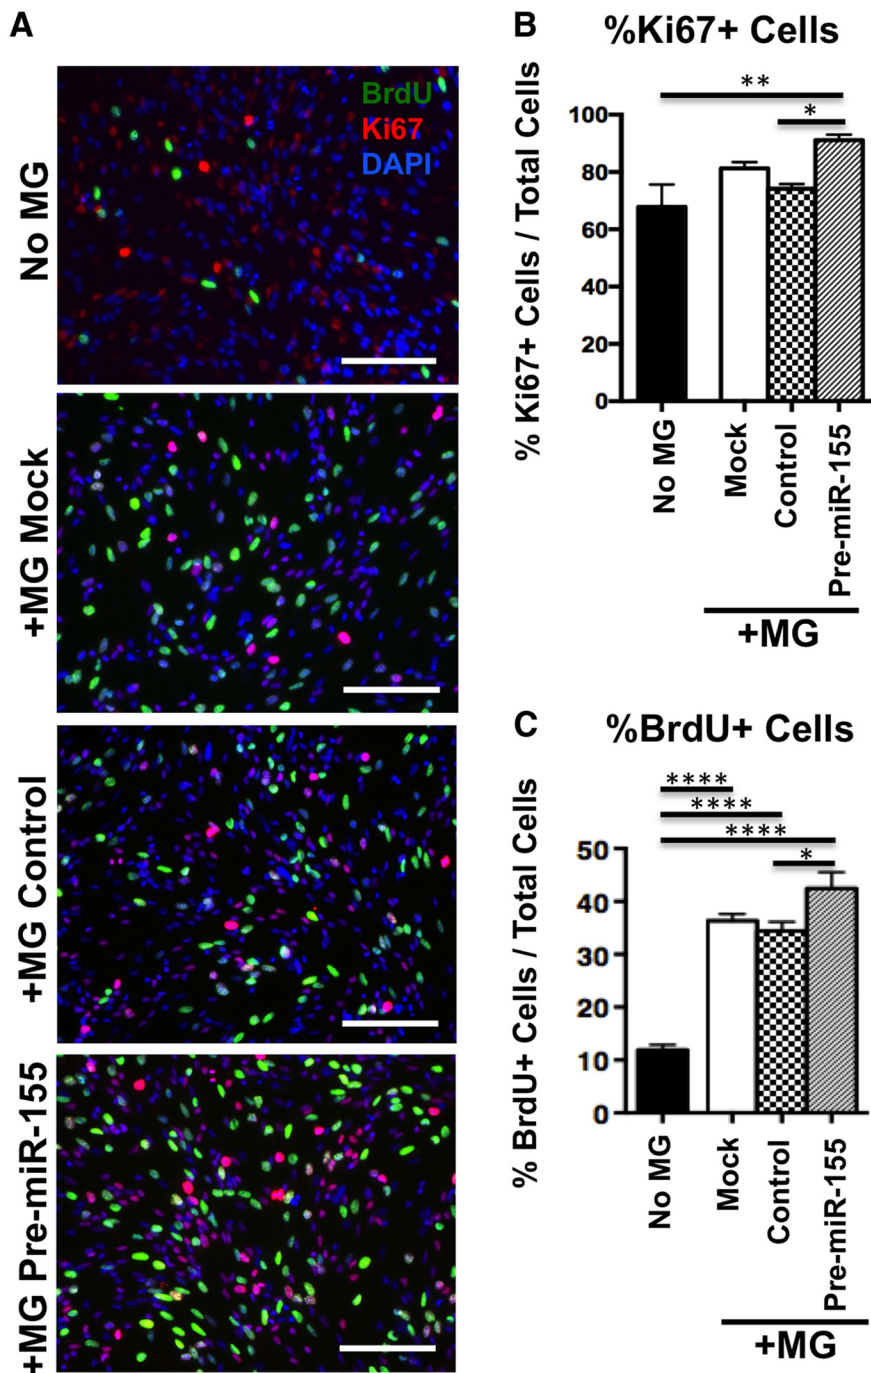 A
No MG
BrdU
Ki67
DAPI
+MG Mock
+MG Control
+MG Pre-miR-155
B
%Ki67+ Cells
% Ki67+ Cells / Total Cells
**
*
100
80
60
40
20
0
No MG
Mock
Control
Pre-miR-155
+MG
C
%BrdU+ Cells
% BrdU+ Cells / Total Cells
****
****
****
*
50
40
30
20
10
0
No MG
Mock
Control
Pre-miR-155
+MG